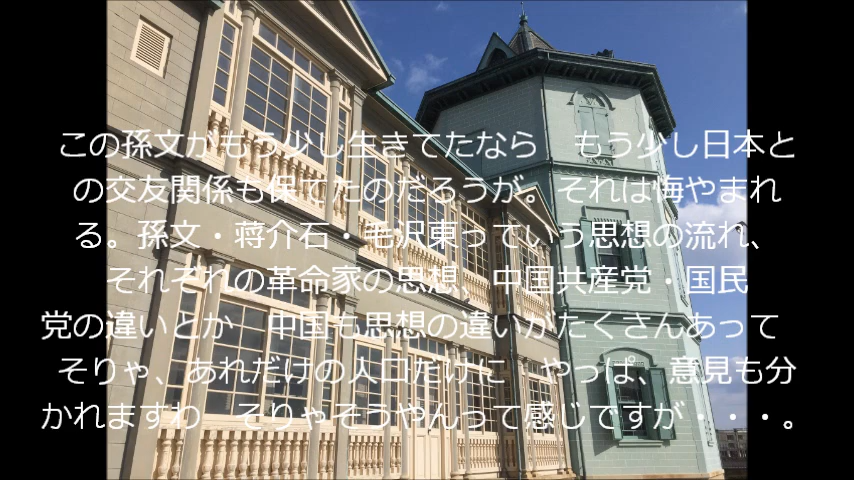 この孫文がもう少し生きてたなら　もう少し日本と
の交友関係も保てたのだろうが。それは悔やまれ
る。孫文・蒋介石・毛沢東っていう思想の流れ、
それぞれの革命家の思想、中国共産党・国民
党の違いとか　中国も思想の違いがたくさんあって
そりゃ、あれだけの人口だけに　やっぱ、意見も分
かれますわ　そりゃそうやんって感じですが・・・。